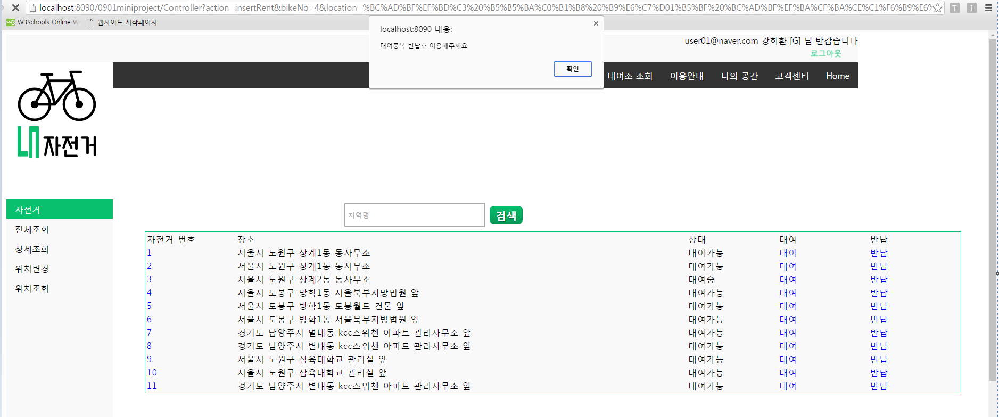 localhost:8090/0901miniproject/Controller?action=insertRent&bikeNo=4&location=%BC%AD%BF%EF%BD%C3%20%B5%B5%BA%C0%B1%B8%20%B9%E6%C7%D01%B5%BF%20%BC%AD%BF%EF%BA%CF%BA%CE%C1%F6%B9%E6%
T I
W3Schools Online W 웹사이트 시작페이지
localhost:8090 내용:
대여중복 반납후 이용해주세요
확인
user01@naver.com 강히환 [G] 님 반갑습니다
로그아웃
대여소 조회 이용안내 나의 공간 고객센터 Home
자전거
자전거
전체조회
상세조회
위치변경
위치조회
지역명 검색
자전거 번호 장소 상태 대여 반납
1 서울시 노원구 상계1동 동사무소 대여가능 대여 반납
2 서울시 노원구 상계1동 동사무소 대여가능 대여 반납
3 서울시 노원구 상계2동 동사무소 대여중 대여 반납
4 서울시 도봉구 방학1동 서울북부지방법원 앞 대여가능 대여 반납
5 서울시 도봉구 방학1동 도봉월드 건물 앞 대여가능 대여 반납
6 서울시 도봉구 방학1동 서울북부지방법원 앞 대여가능 대여 반납
7 경기도 남양주시 별내동 kcc스위첸 아파트 관리사무소 앞 대여가능 대여 반납
8 경기도 남양주시 별내동 kcc스위첸 아파트 관리사무소 앞 대여가능 대여 반납
9 서울시 노원구 삼육대학교 관리실 앞 대여가능 대여 반납
10 서울시 노원구 삼육대학교 관리실 앞 대여가능 대여 반납
11 경기도 남양주시 별내동 kcc스위첸 아파트 관리사무소 앞 대여가능 대여 반납